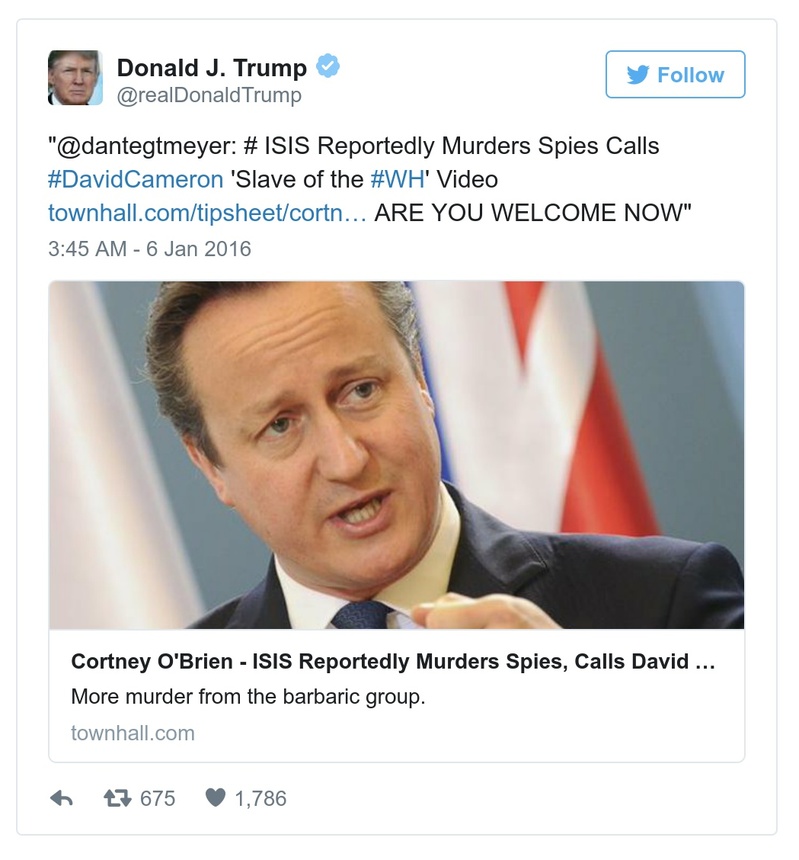 Donald J. Trump
@realDonaldTrump
Follow
"@dantegtmeyer: # ISIS Reportedly Murders Spies Calls
#DavidCameron 'Slave of the #WH' Video
townhall.com/tipsheet/cortn… ARE YOU WELCOME NOW"
3:45 AM - 6 Jan 2016
Cortney O'Brien - ISIS Reportedly Murders Spies, Calls David …
More murder from the barbaric group.
townhall.com
675 1,786